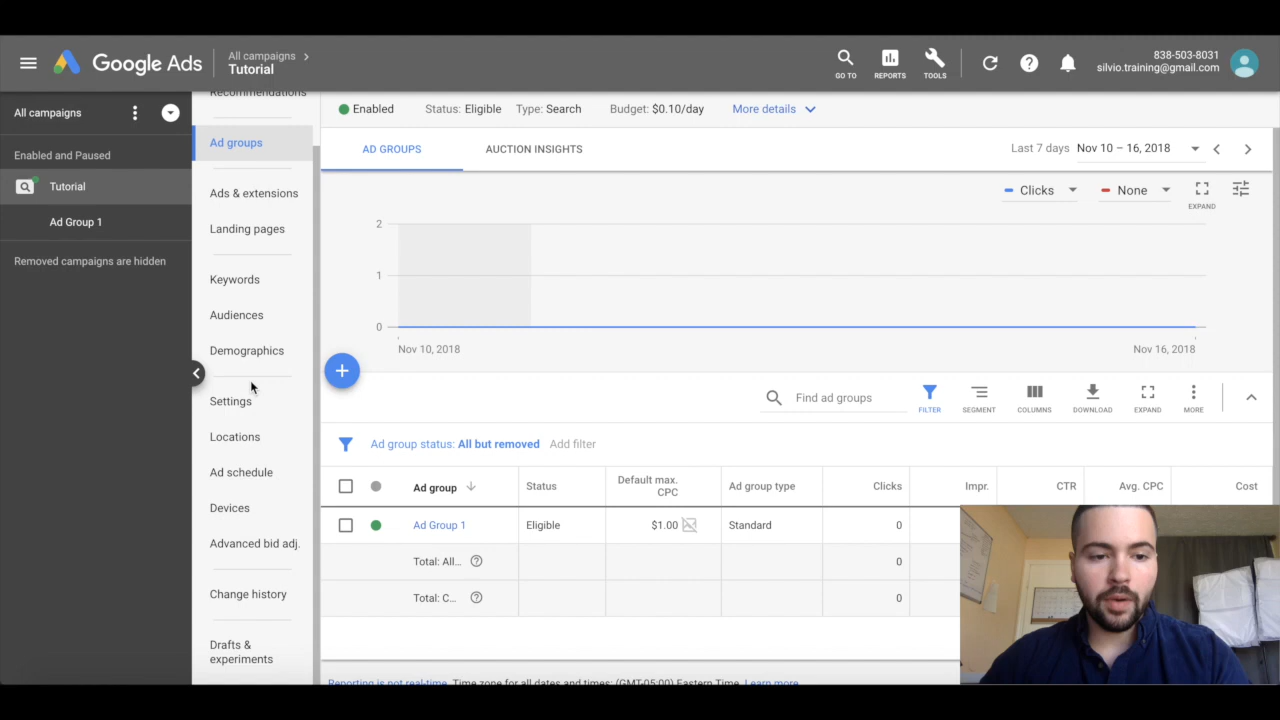 Google Ads
All campaigns >
Tutorial
GO TO
REPORTS
TOOLS
838-503-8031
silvio.training@gmail.com
All campaigns
Enabled and Paused
Tutorial
Ad Group 1
Removed campaigns are hidden
Recommendations
Ad groups
Ads & extensions
Landing pages
Keywords
Audiences
Demographics
Settings
Locations
Ad schedule
Devices
Advanced bid adj.
Change history
Drafts &
experiments
Enabled Status: Eligible Type: Search Budget: $0.10/day More details
AD GROUPS AUCTION INSIGHTS
Last 7 days Nov 10 – 16, 2018
Clicks None
EXPAND
2
1
0
Nov 10, 2018 Nov 16, 2018
Find ad groups
FILTER SEGMENT COLUMNS DOWNLOAD EXPAND MORE
Ad group status: All but removed Add filter
Ad group Status Default max. CPC Ad group type Clicks Impr. CTR Avg. CPC Cost
Ad Group 1 Eligible $1.00 Standard 0
Total: All... 0
Total: C... 0
Reporting is not real-time. Time zone for all dates and times: (GMT-05:00) Eastern Time. Learn more